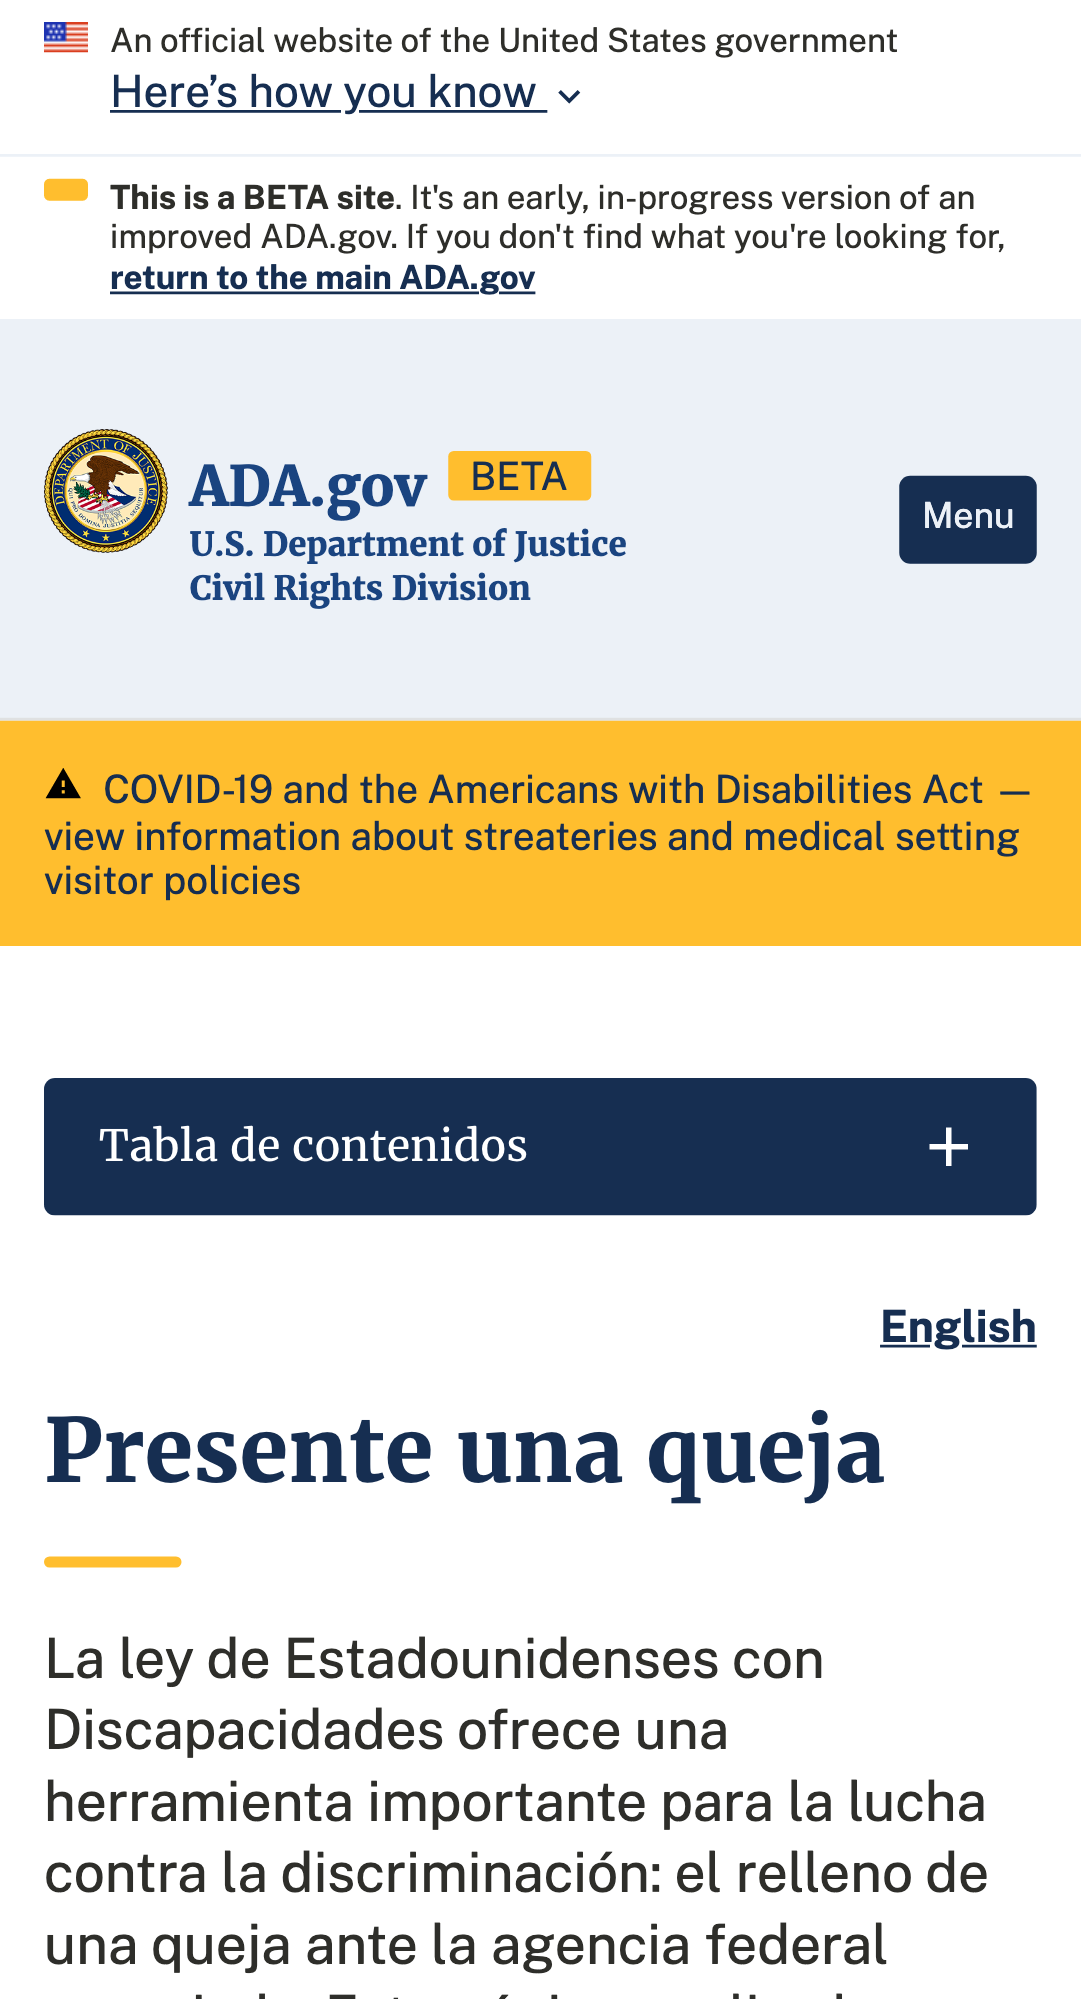 An official website of the United States government
Here’s how you know
This is a BETA site. It's an early, in-progress version of an
improved ADA.gov. If you don't find what you're looking for,
return to the main ADA.gov
DEPARTMENT OF JUSTICE
ADA.gov BETA
U.S. Department of Justice
Civil Rights Division
Menu
COVID-19 and the Americans with Disabilities Act —
view information about streateries and medical setting
visitor policies
Tabla de contenidos
English
Presente una queja
La ley de Estadounidenses con
Discapacidades ofrece una
herramienta importante para la lucha
contra la discriminación: el relleno de
una queja ante la agencia federal